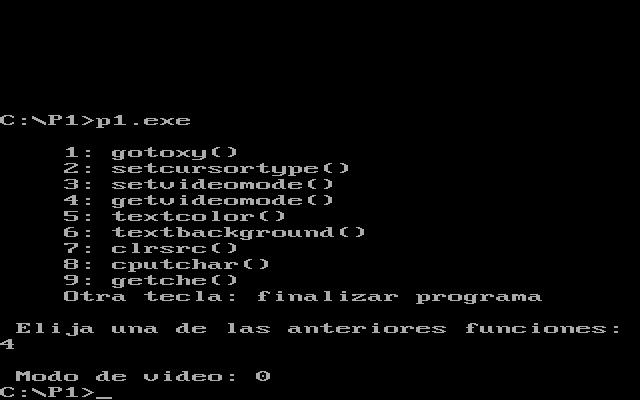 C:\P1>p1.exe
1: gotoxy()
2: setcursortype()
3: setvideomode()
4: getvideomode()
5: textcolor()
6: textbackground()
7: clrsrc()
8: cputchar()
9: getche()
Otra tecla: finalizar programa
Elija una de las anteriores funciones:
4
Modo de video: 0
C:\P1>_